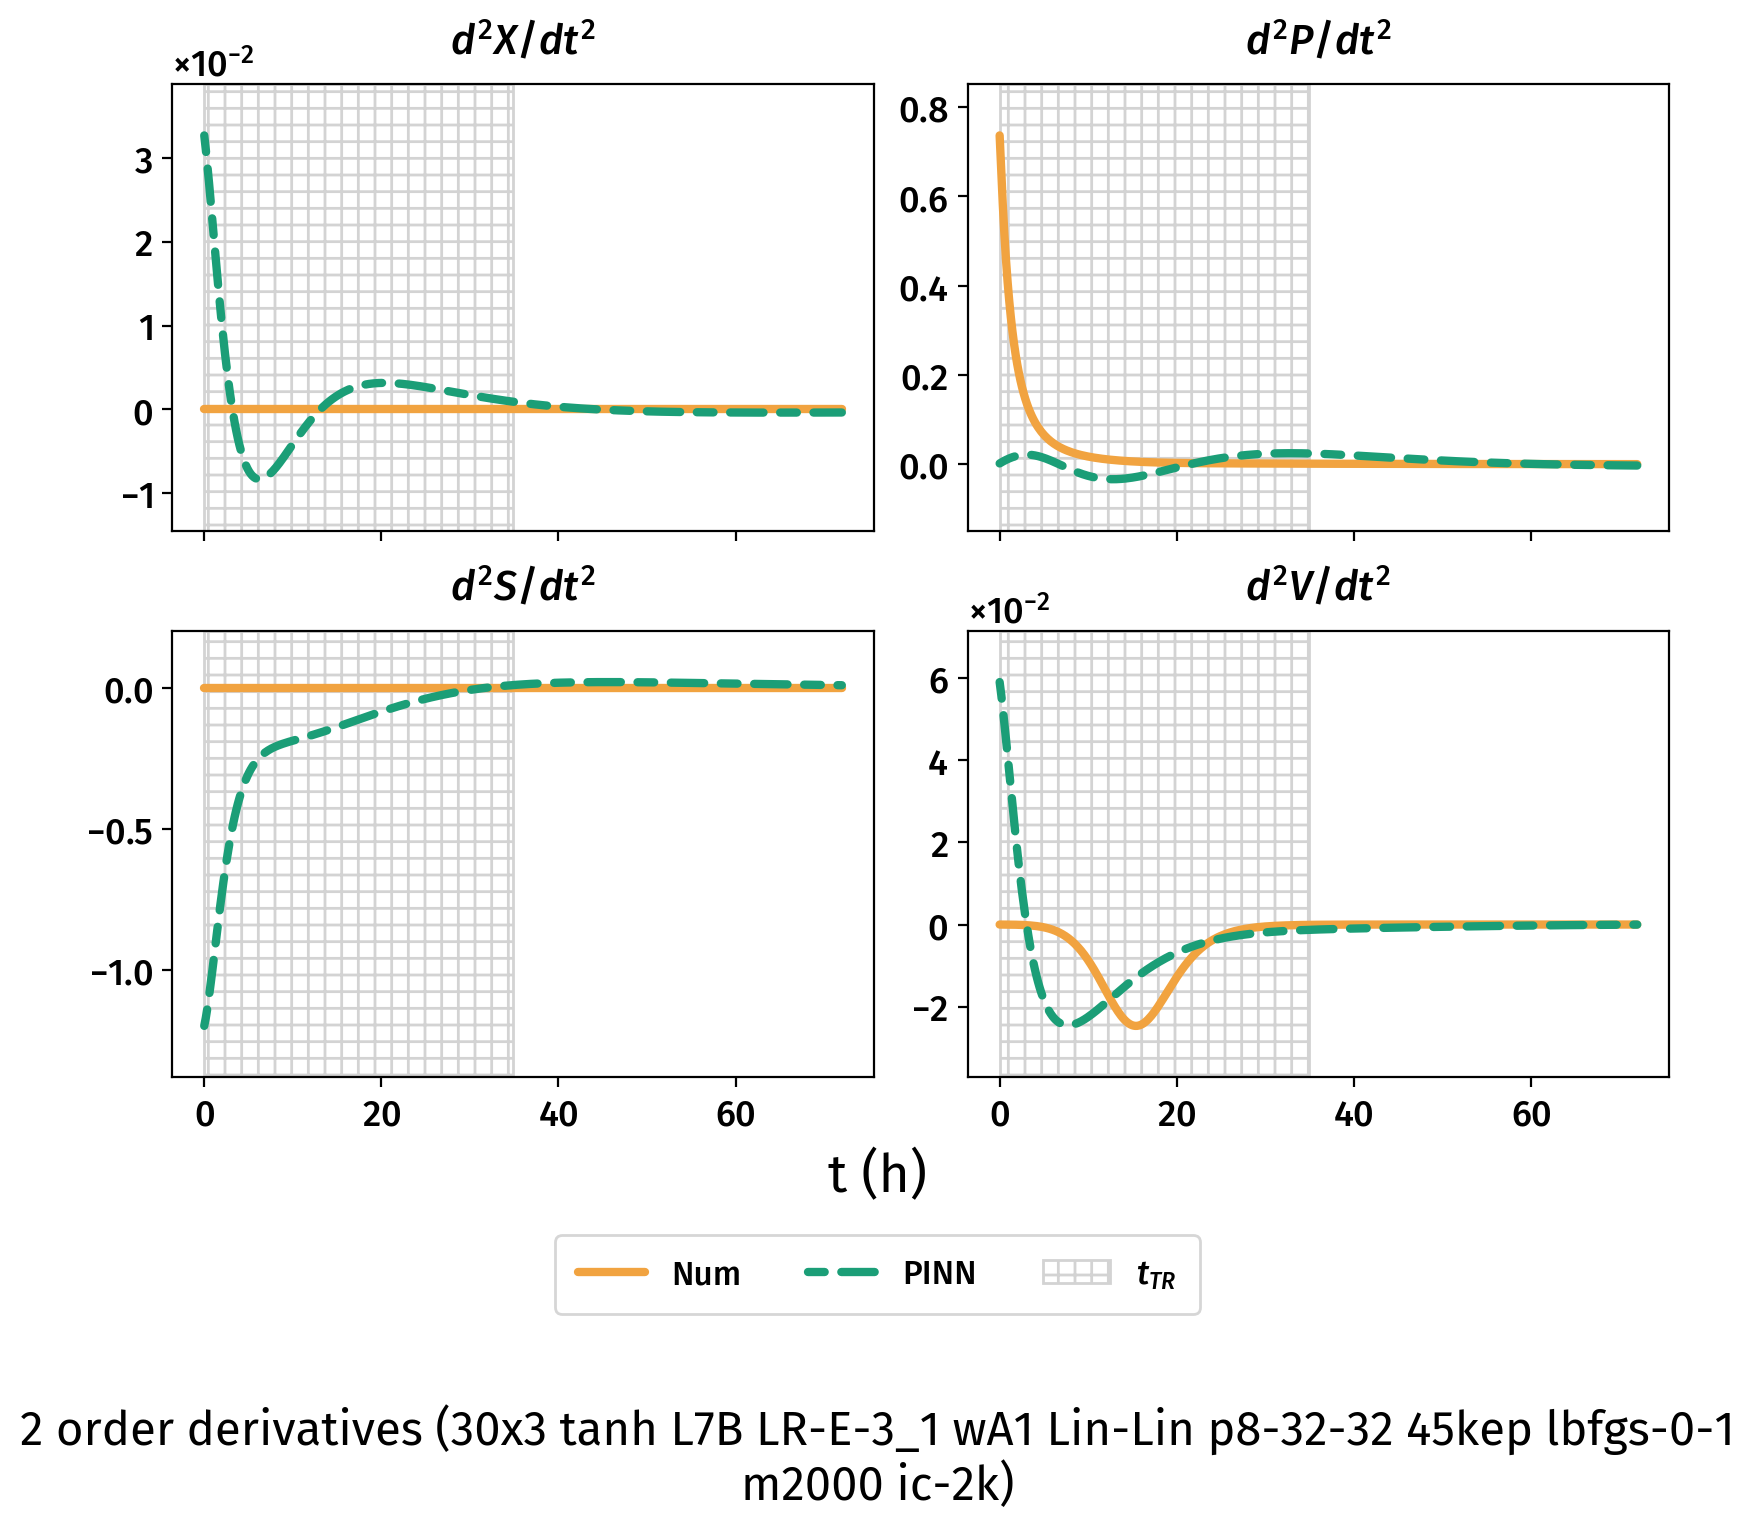 d²X/dt²
×10⁻²
3
2
1
0
−1
d²P/dt²
0.8
0.6
0.4
0.2
0.0
d²S/dt²
0.0
−0.5
−1.0
0 20 40 60
d²V/dt²
×10⁻²
6
4
2
0
−2
0 20 40 60
t (h)
Num PINN t_TR
2 order derivatives (30x3 tanh L7B LR-E-3_1 wA1 Lin-Lin p8-32-32 45kep lbfgs-0-1
m2000 ic-2k)